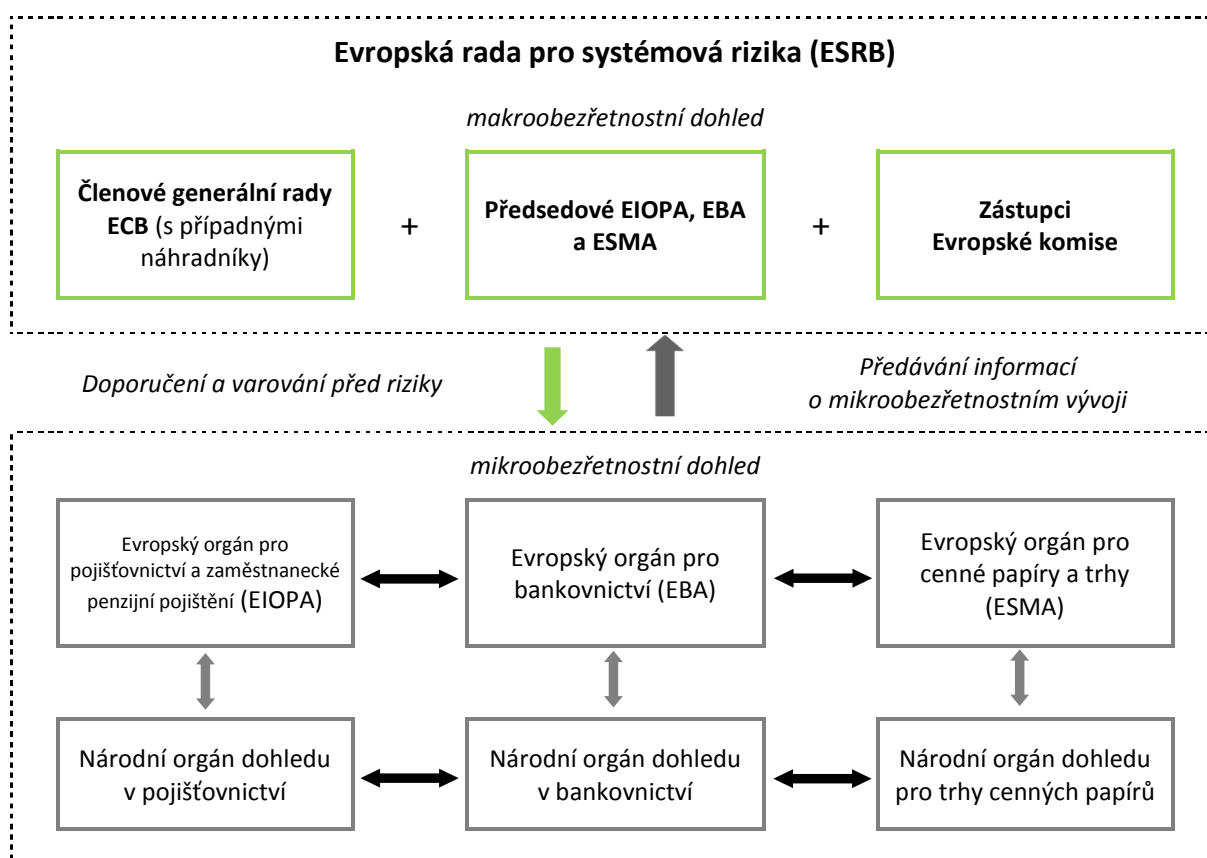 Evropská rada pro systémová rizika (ESRB)
makroobezřetnostní dohled
Členové generální rady
ECB (s případnými
náhradníky)
+
Předsedové EIOPA, EBA
a ESMA
+
Zástupci
Evropské komise
Doporučení a varování před riziky
Předávání informací
o mikroobezřetnostním vývoji
mikroobezřetnostní dohled
Evropský orgán pro
pojišťovnictví a zaměstnanecké
penzijní pojištění (EIOPA)
Evropský orgán pro
bankovnictví (EBA)
Evropský orgán pro
cenné papíry a trhy
(ESMA)
Národní orgán dohledu
v pojišťovnictví
Národní orgán dohledu
v bankovnictví
Národní orgán dohledu
pro trhy cenných papírů